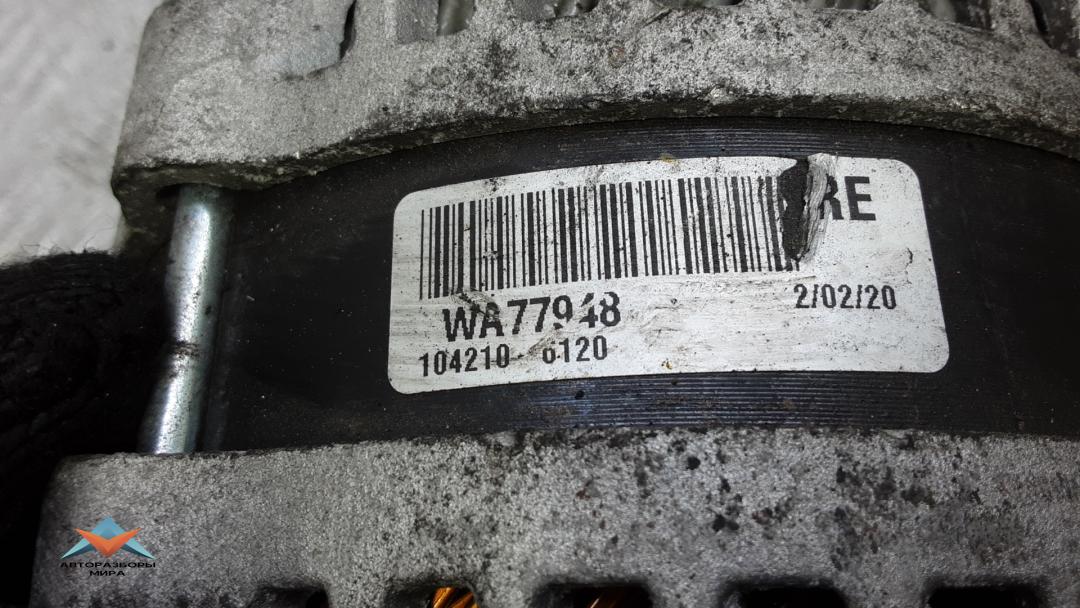 RE
2/02/20
WA77948
104210- 6120
АВТОРАЗБОРЫ
МИРА